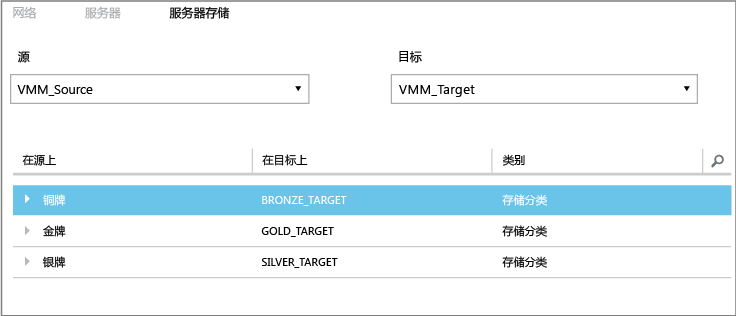 网络 服务器 服务器存储
源 目标
VMM_Source VMM_Target
在源上 在目标上 类别
铜牌 BRONZE_TARGET 存储分类
金牌 GOLD_TARGET 存储分类
银牌 SILVER_TARGET 存储分类